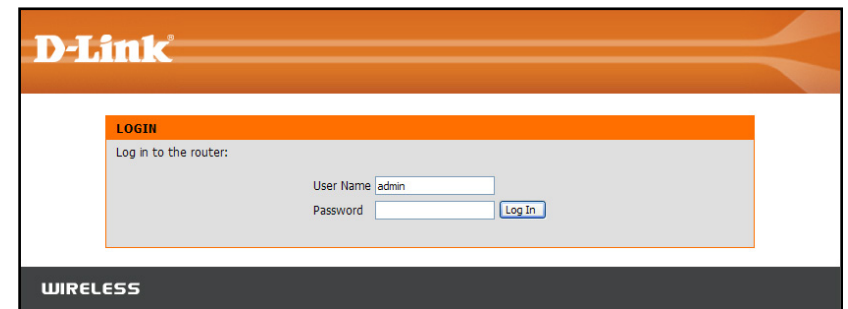 D-Link®
LOGIN
Log in to the router:
User Name admin
Password Log In
WIRELESS